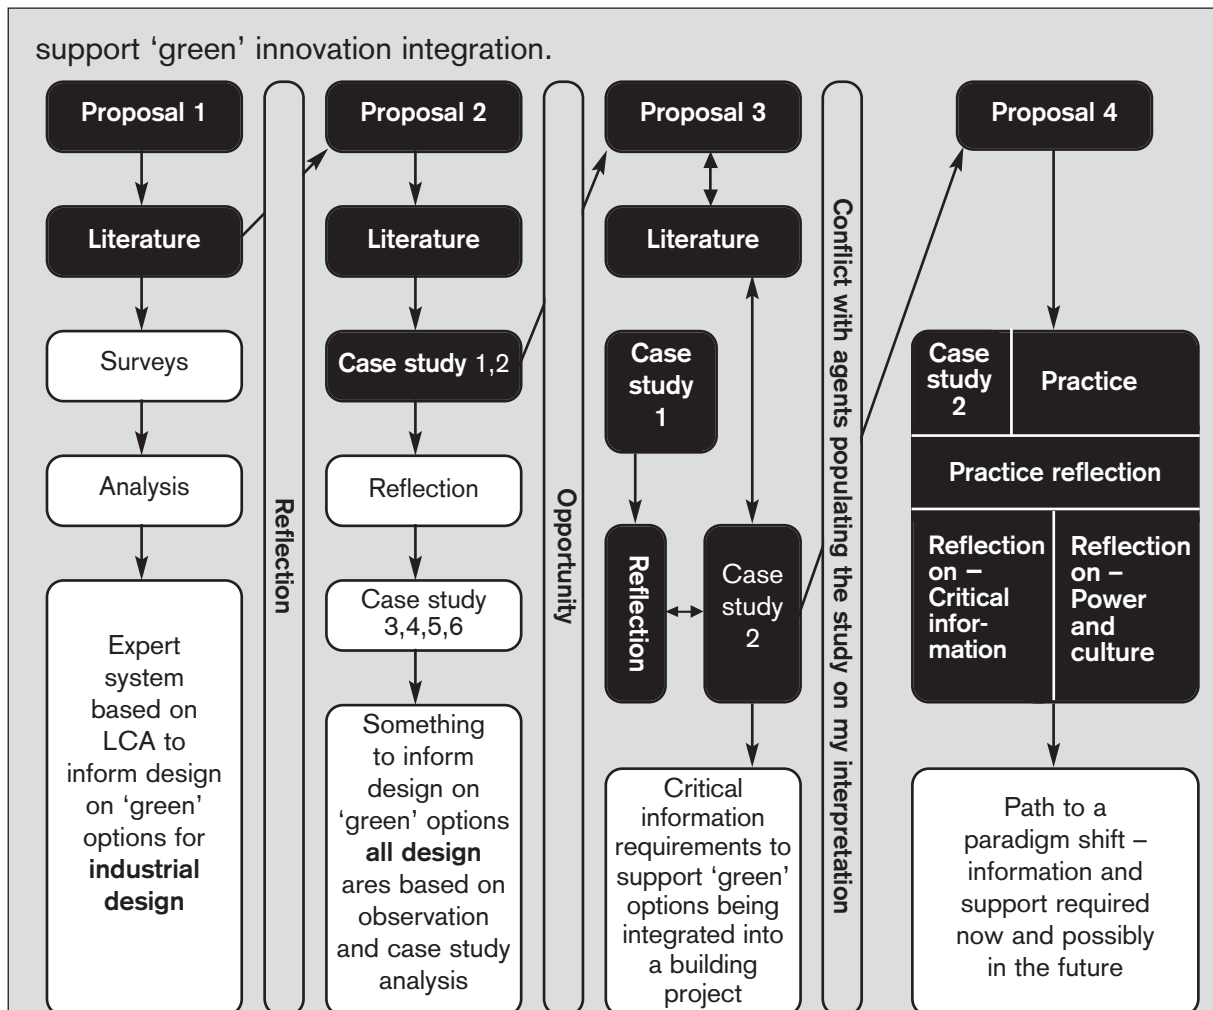 support ‘green’ innovation integration.
Proposal 1
Literature
Surveys
Analysis
Expert
system
based on
LCA to
inform design
on ‘green’
options for
industrial
design
Reflection
Proposal 2
Literature
Case study 1,2
Reflection
Case study
3,4,5,6
Something
to inform
design on
‘green’ options
all design
ares based on
observation
and case study
analysis
Opportunity
Proposal 3
Literature
Case
study
1
Reflection
Case
study
2
Critical
information
requirements to
support ‘green’
options being
integrated into
a building
project
Conflict with agents populating the study on my interpretation
Proposal 4
Case
study
2
Practice
Practice reflection
Reflection
on –
Critical
infor-
mation
Reflection
on –
Power
and
culture
Path to a
paradigm shift –
information and
support required
now and possibly
in the future